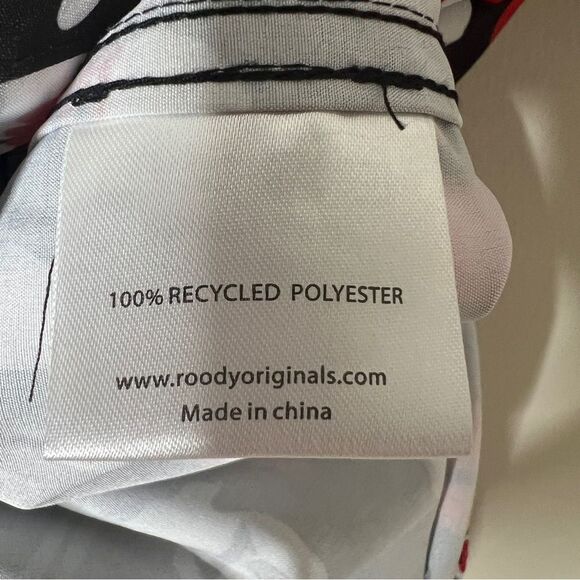 100% RECYCLED POLYESTER
www.roodyoriginals.com
Made in china